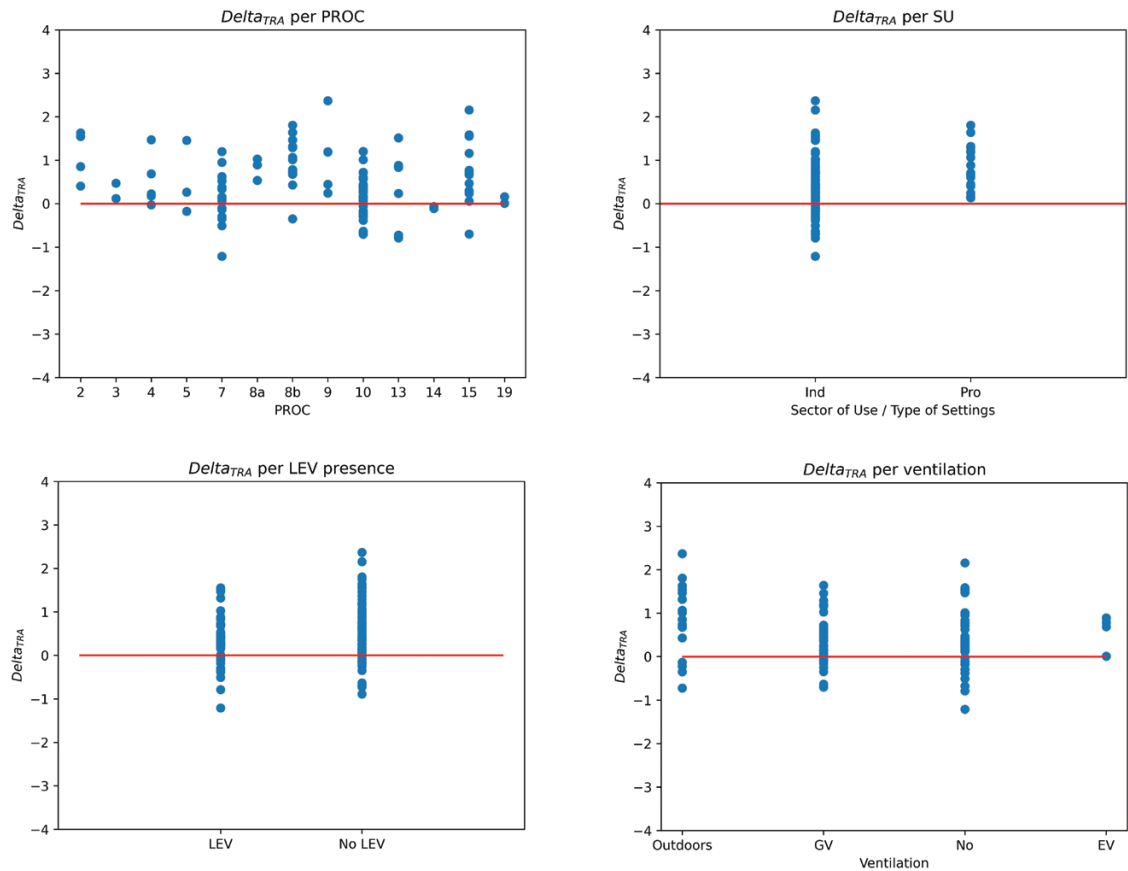 Delta_TRA per PROC
4
3
2
1
0
−1
−2
−3
−4
Delta_TRA
2 3 4 5 7 8a 8b 9 10 13 14 15 19
PROC
Delta_TRA per SU
4
3
2
1
0
−1
−2
−3
−4
Delta_TRA
Ind Pro
Sector of Use / Type of Settings
Delta_TRA per LEV presence
4
3
2
1
0
−1
−2
−3
−4
Delta_TRA
LEV No LEV
Delta_TRA per ventilation
4
3
2
1
0
−1
−2
−3
−4
Delta_TRA
Outdoors GV No EV
Ventilation